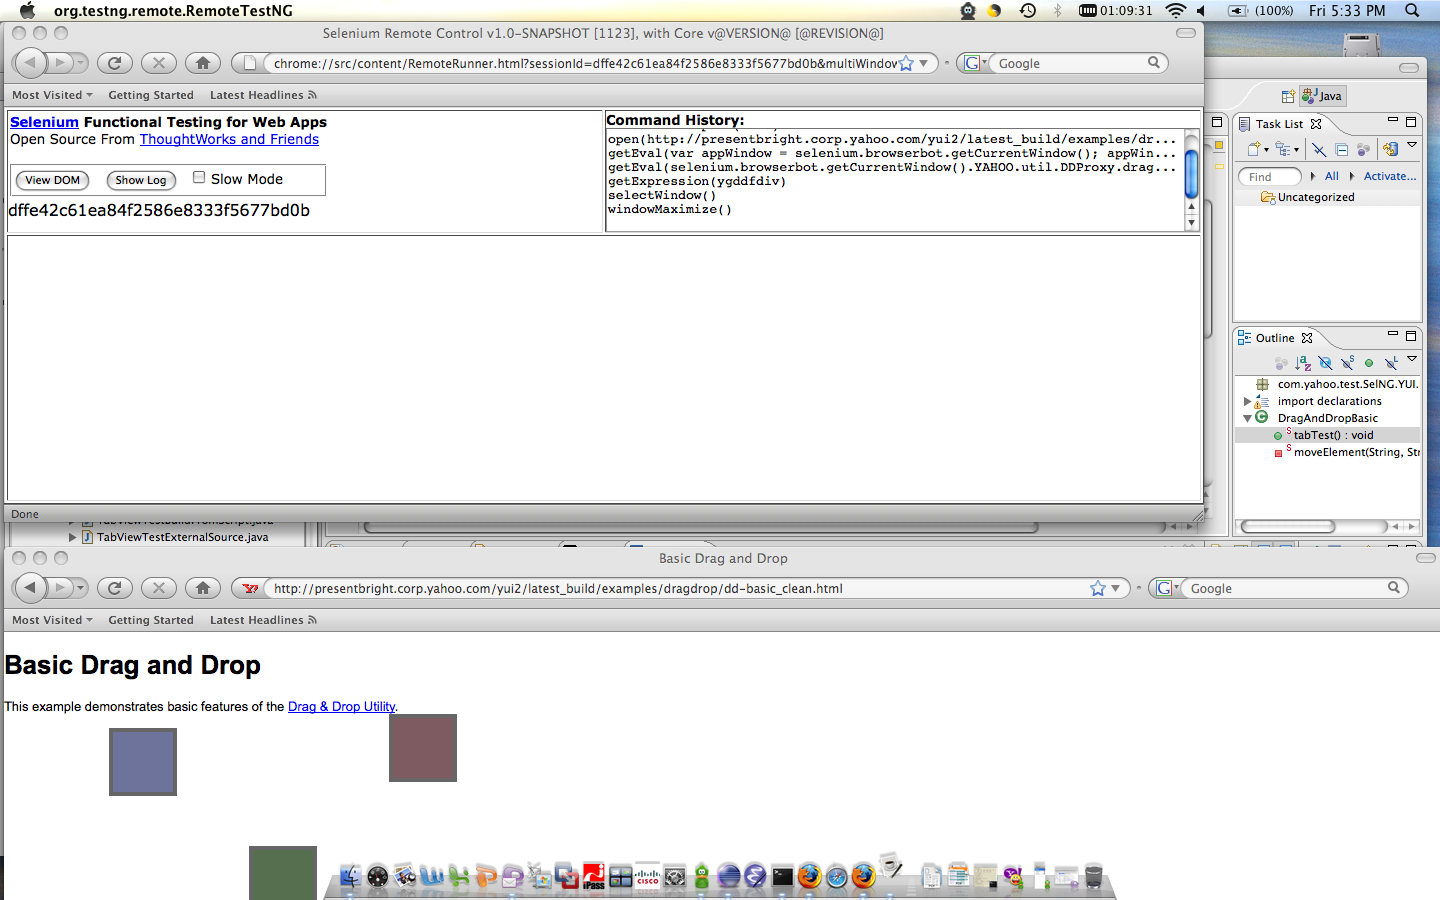 org.testng.remote.RemoteTestNG
01:09:31
(100%)
Fri 5:33 PM
Selenium Remote Control v1.0-SNAPSHOT [1123], with Core v@VERSION@ [@REVISION@]
chrome://src/content/RemoteRunner.html?sessionId=dffe42c61ea84f2586e8333f5677bd0b&multiWindow
Google
Most Visited
Getting Started
Latest Headlines
Selenium Functional Testing for Web Apps
Open Source From ThoughtWorks and Friends
View DOM
Show Log
Slow Mode
dffe42c61ea84f2586e8333f5677bd0b
Command History:
open(http://presentbright.corp.yahoo.com/yui2/latest_build/examples/dr...
getEval(var appWindow = selenium.browserbot.getCurrentWindow(); appWin...
getEval(selenium.browserbot.getCurrentWindow().YAHOO.util.DDProxy.drag...
getExpression(ygddfdiv)
selectWindow()
windowMaximize()
Done
Java
Task List
Find
All
Activate...
Uncategorized
Outline
com.yahoo.test.SelNG.YUI.
import declarations
DragAndDropBasic
tabTest() : void
moveElement(String, Str
TabViewTestBuildFromScript.java
TabViewTestExternalSource.java
Basic Drag and Drop
http://presentbright.corp.yahoo.com/yui2/latest_build/examples/dragdrop/dd-basic_clean.html
Google
Most Visited
Getting Started
Latest Headlines
Basic Drag and Drop
This example demonstrates basic features of the Drag & Drop Utility.
iPass
CISCO